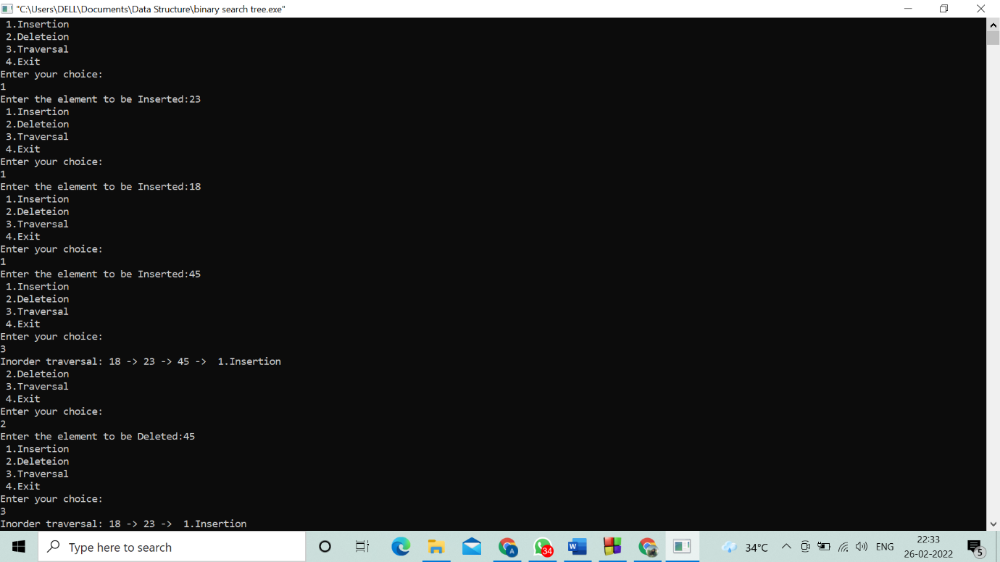 "C:\Users\DELL\Documents\Data Structure\binary search tree.exe"
1.Insertion
2.Deleteion
3.Traversal
4.Exit
Enter your choice:
1
Enter the element to be Inserted:23
1.Insertion
2.Deleteion
3.Traversal
4.Exit
Enter your choice:
1
Enter the element to be Inserted:18
1.Insertion
2.Deleteion
3.Traversal
4.Exit
Enter your choice:
1
Enter the element to be Inserted:45
1.Insertion
2.Deleteion
3.Traversal
4.Exit
Enter your choice:
3
Inorder traversal: 18 -> 23 -> 45 ->  1.Insertion
2.Deleteion
3.Traversal
4.Exit
Enter your choice:
2
Enter the element to be Deleted:45
1.Insertion
2.Deleteion
3.Traversal
4.Exit
Enter your choice:
3
Inorder traversal: 18 -> 23 ->  1.Insertion
Type here to search
A
34
W
34°C
ENG
22:33
26-02-2022
5